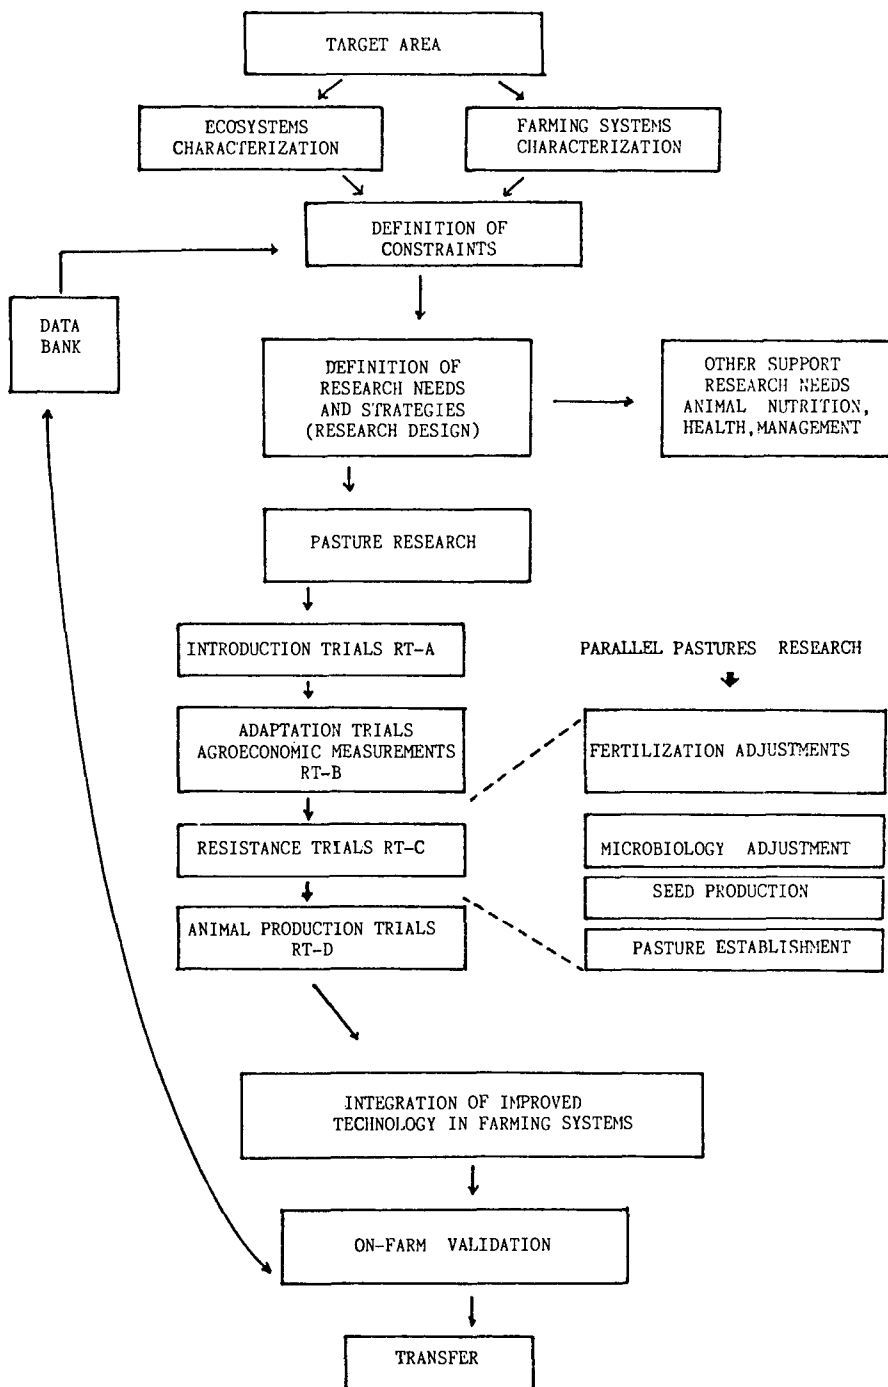 TARGET AREA
ECOSYSTEMS
CHARACTERIZATION
FARMING SYSTEMS
CHARACTERIZATION
DEFINITION OF
CONSTRAINTS
DATA
BANK
DEFINITION OF
RESEARCH NEEDS
AND STRATEGIES
(RESEARCH DESIGN)
OTHER SUPPORT
RESEARCH NEEDS
ANIMAL NUTRITION,
HEALTH, MANAGEMENT
PASTURE RESEARCH
INTRODUCTION TRIALS RT-A
ADAPTATION TRIALS
AGROECONOMIC MEASUREMENTS
RT-B
RESISTANCE TRIALS RT-C
ANIMAL PRODUCTION TRIALS
RT-D
PARALLEL PASTURES RESEARCH
FERTILIZATION ADJUSTMENTS
MICROBIOLOGY ADJUSTMENT
SEED PRODUCTION
PASTURE ESTABLISHMENT
INTEGRATION OF IMPROVED
TECHNOLOGY IN FARMING SYSTEMS
ON-FARM VALIDATION
TRANSFER